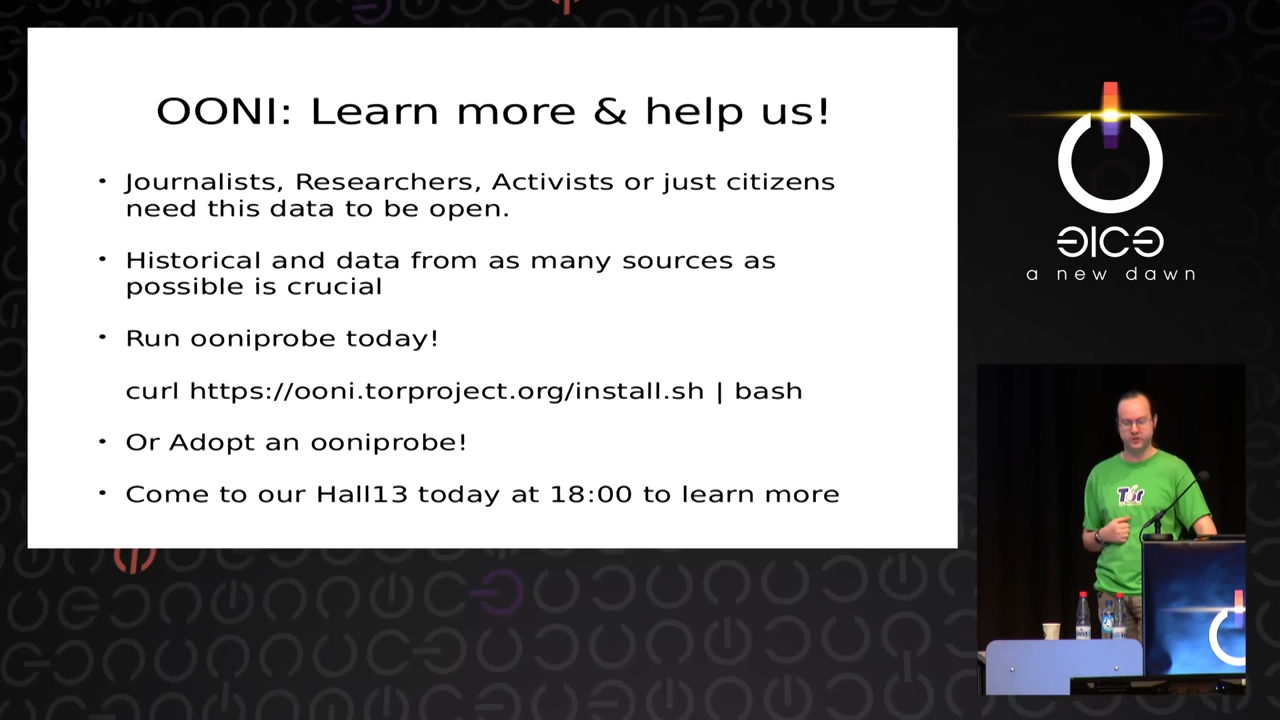 OONI: Learn more & help us!
• Journalists, Researchers, Activists or just citizens
need this data to be open.
• Historical and data from as many sources as
possible is crucial
• Run ooniprobe today!
curl https://ooni.torproject.org/install.sh | bash
• Or Adopt an ooniprobe!
• Come to our Hall13 today at 18:00 to learn more
a new dawn
Tor